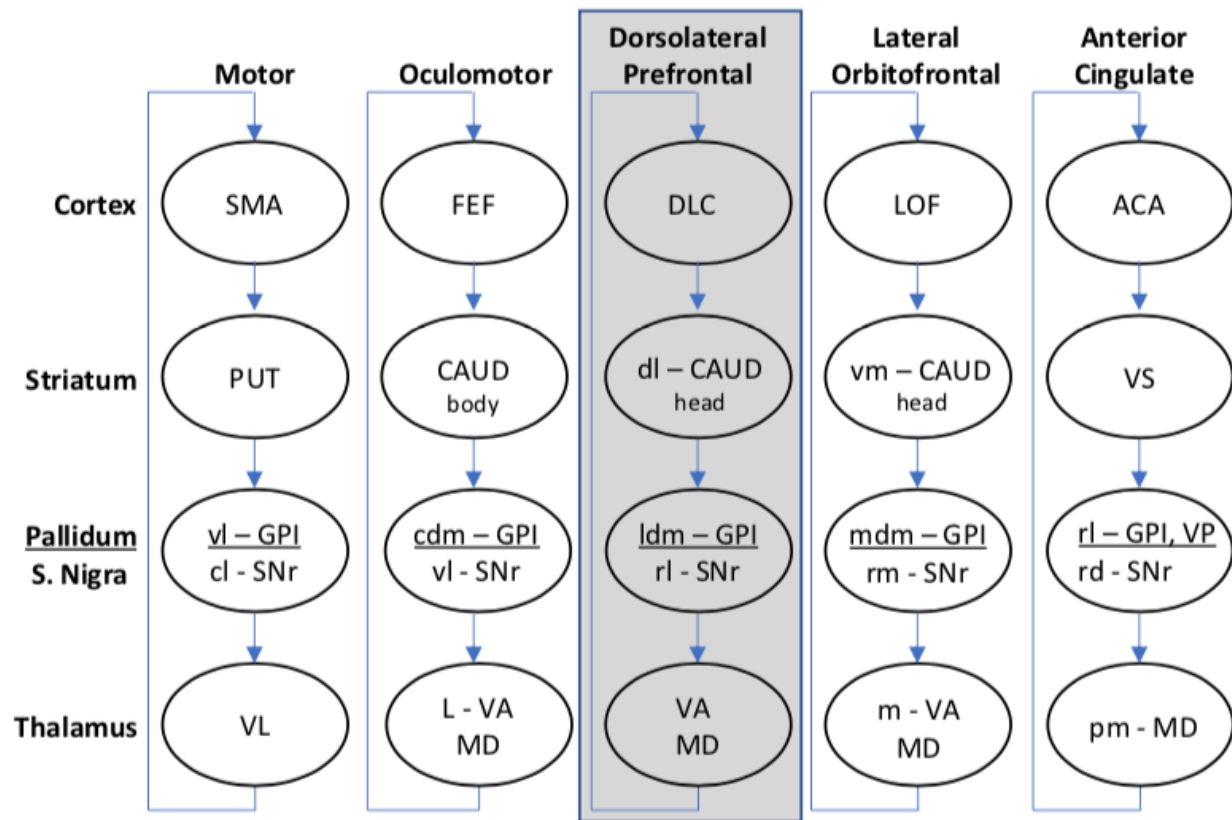 Motor
Oculomotor
Dorsolateral
Prefrontal
Lateral
Orbitofrontal
Anterior
Cingulate
Cortex
SMA
FEF
DLC
LOF
ACA
Striatum
PUT
CAUD
body
dl – CAUD
head
vm – CAUD
head
VS
Pallidum
S. Nigra
vl – GPI
cl - SNr
cdm – GPI
vl - SNr
ldm – GPI
rl - SNr
mdm – GPI
rm - SNr
rl – GPI, VP
rd - SNr
Thalamus
VL
L - VA
MD
VA
MD
m - VA
MD
pm - MD